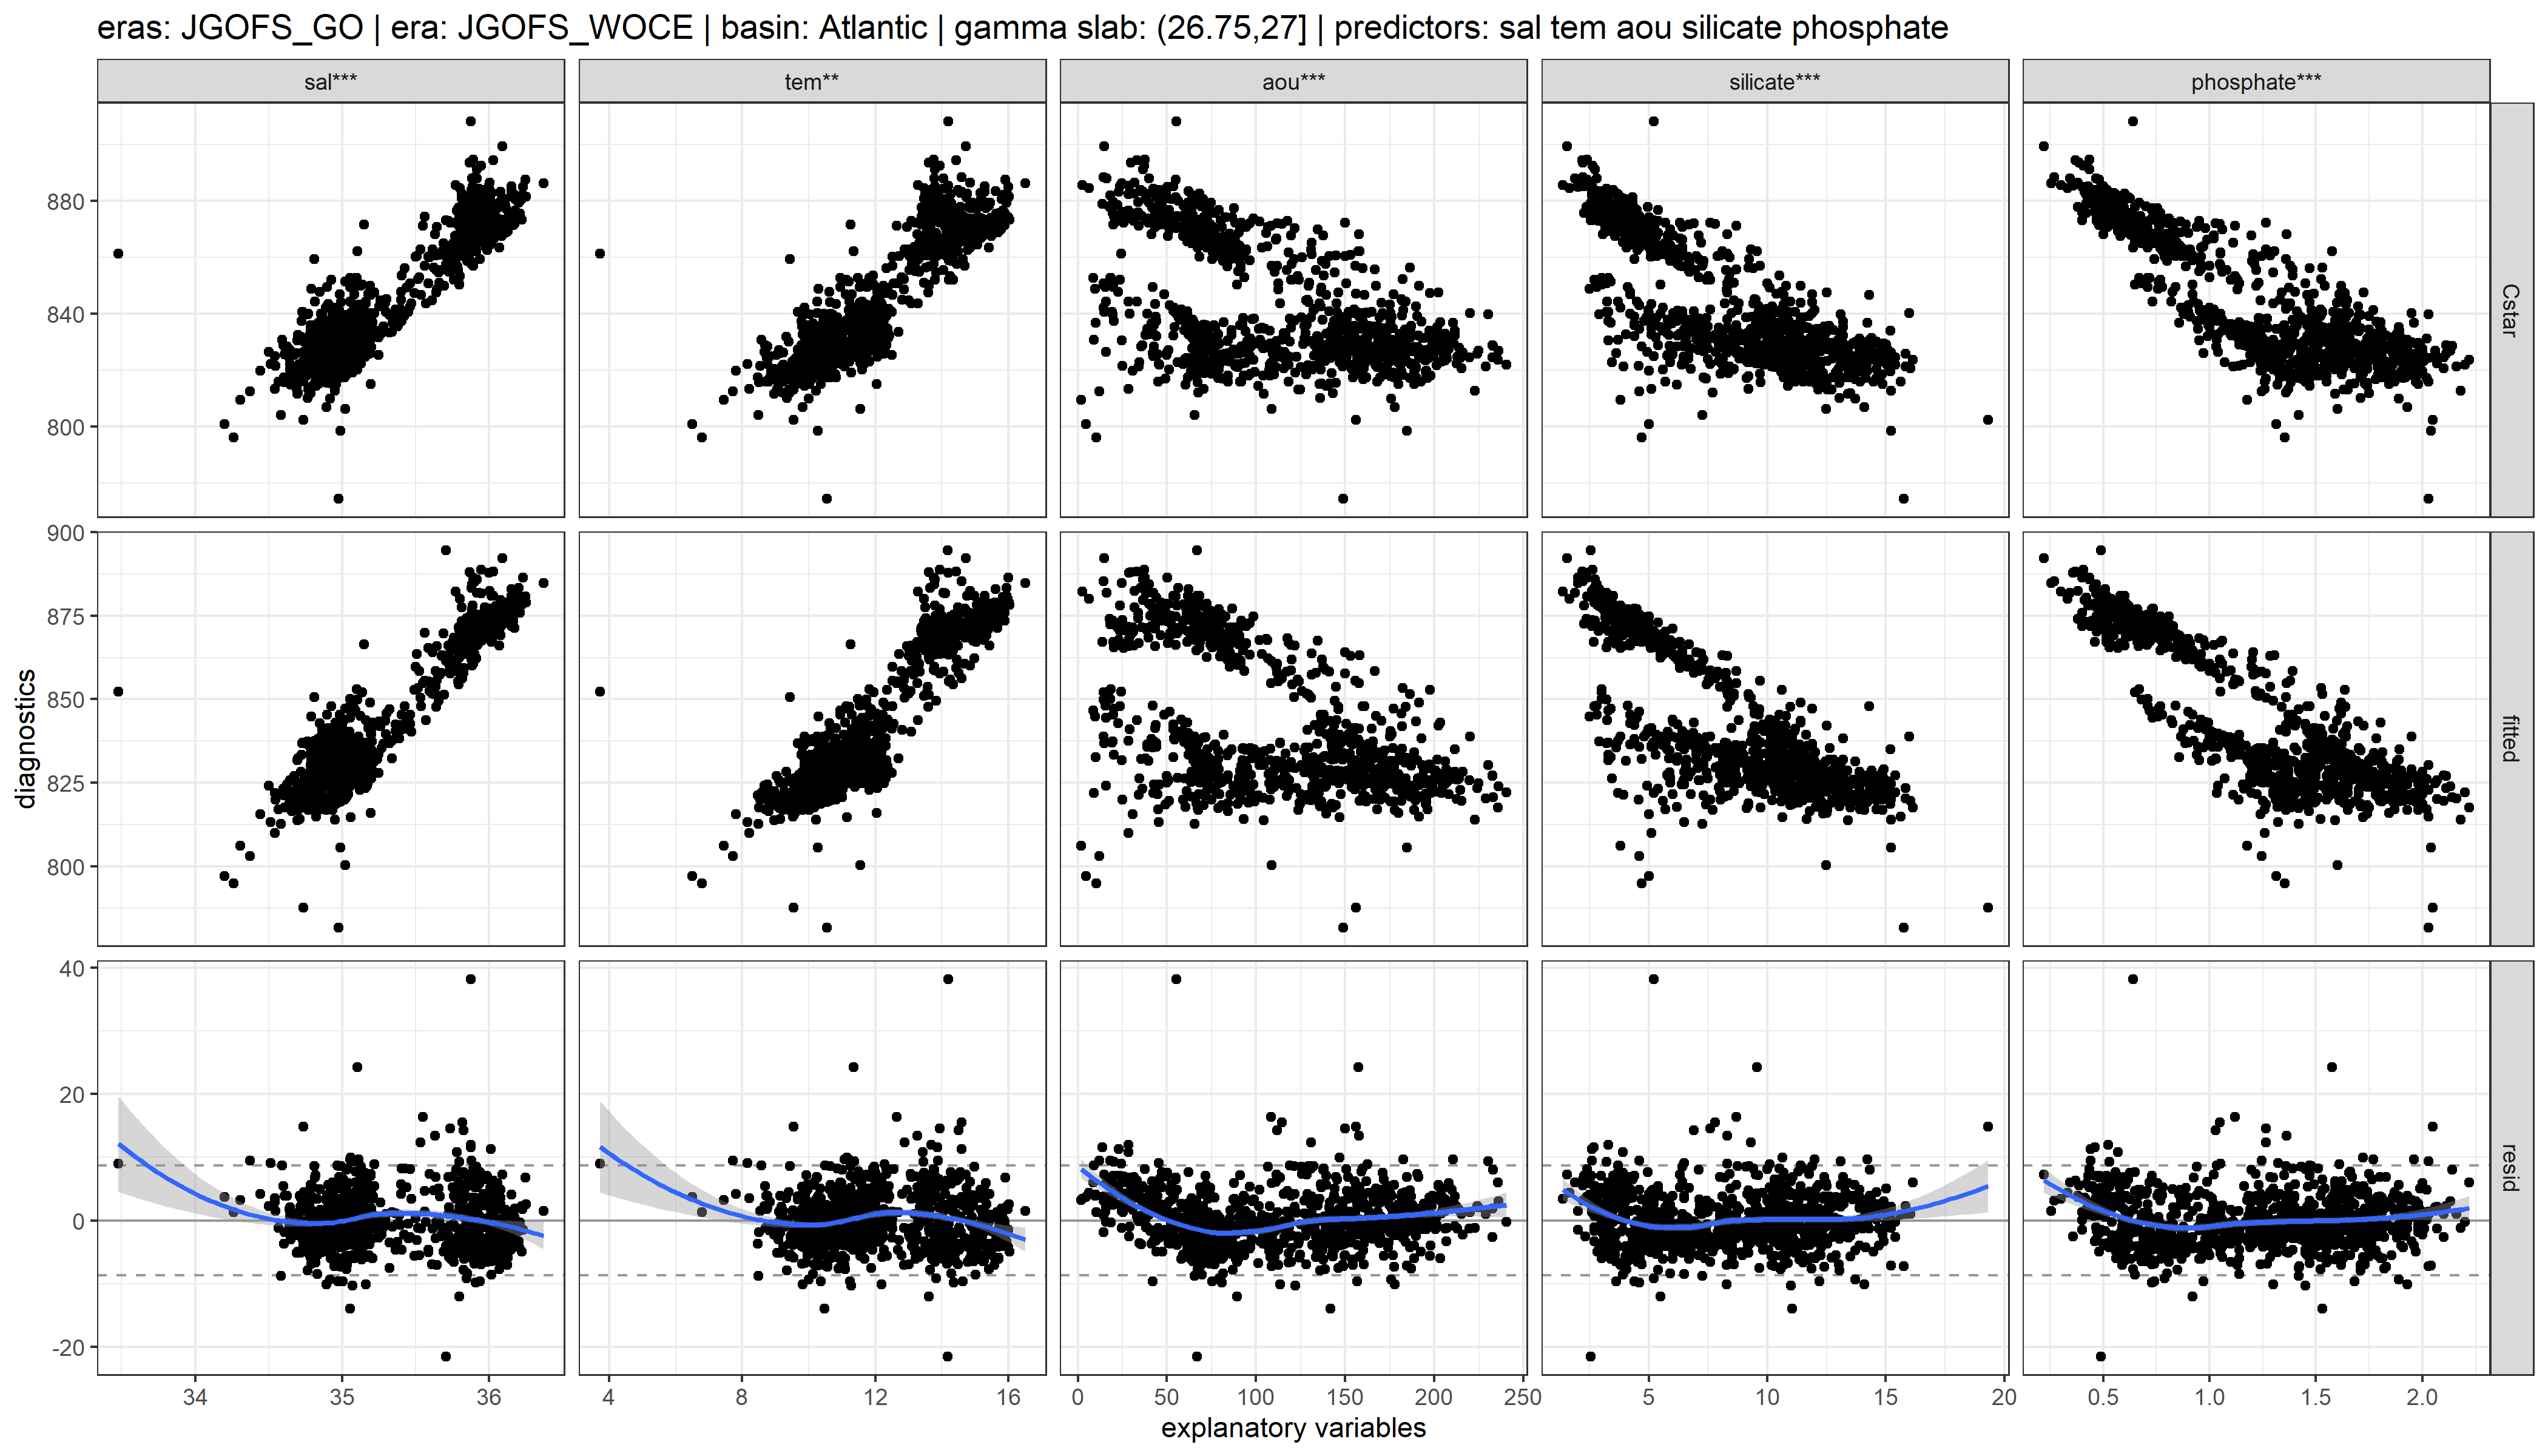 eras: JGOFS_GO | era: JGOFS_WOCE | basin: Atlantic | gamma slab: (26.75,27] | predictors: sal tem aou silicate phosphate
sal*** tem** aou*** silicate*** phosphate***
880
840
800
Cstar
900
875
850
825
800
fitted
40
20
0
-20
resid
diagnostics
34 35 36 4 8 12 16 0 50 100 150 200 250 5 10 15 20 0.5 1.0 1.5 2.0
explanatory variables